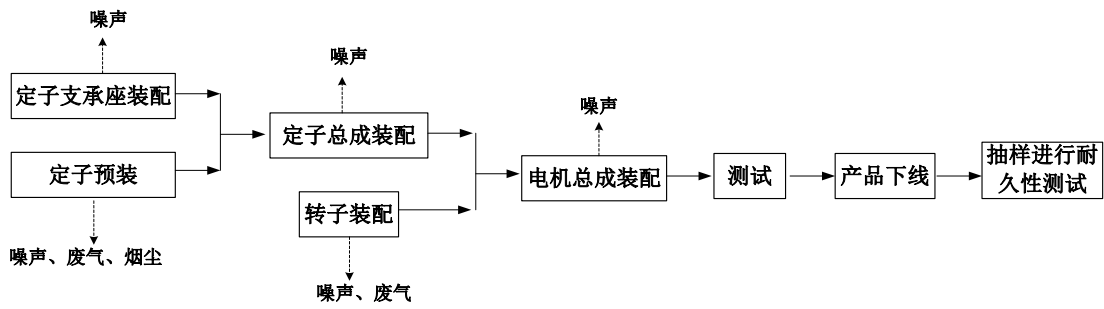 噪声
定子支承座装配
定子预装
噪声、废气、烟尘
噪声
定子总成装配
转子装配
噪声、废气
噪声
电机总成装配
测试
产品下线
抽样进行耐
久性测试